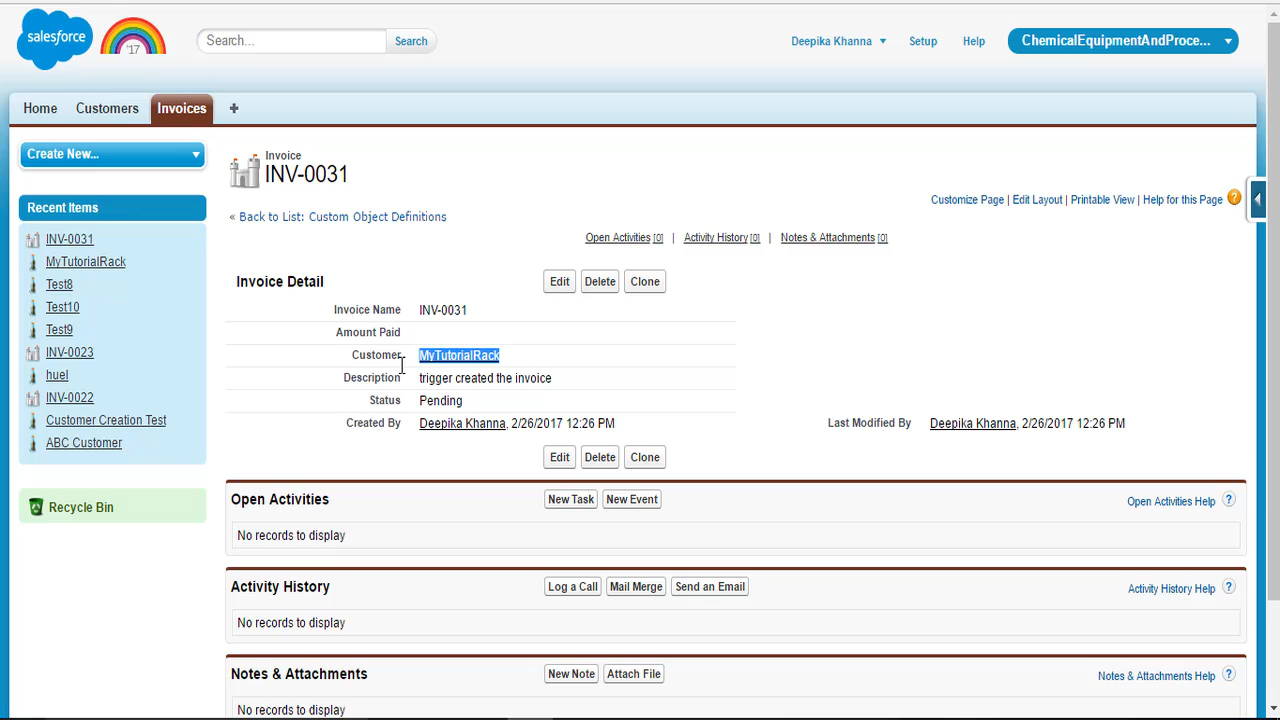 salesforce
'17
Search...
Search
Deepika Khanna
Setup
Help
ChemicalEquipmentAndProce...
Home
Customers
Invoices
+
Create New...
Recent Items
INV-0031
MyTutorialRack
Test8
Test10
Test9
INV-0023
huel
INV-0022
Customer Creation Test
ABC Customer
Recycle Bin
Invoice
INV-0031
Customize Page | Edit Layout | Printable View | Help for this Page ?
« Back to List: Custom Object Definitions
Open Activities [0] | Activity History [0] | Notes & Attachments [0]
Invoice Detail
Edit
Delete
Clone
Invoice Name INV-0031
Amount Paid
Customer MyTutorialRack
Description trigger created the invoice
Status Pending
Created By Deepika Khanna, 2/26/2017 12:26 PM
Last Modified By Deepika Khanna, 2/26/2017 12:26 PM
Edit
Delete
Clone
Open Activities
New Task
New Event
Open Activities Help ?
No records to display
Activity History
Log a Call
Mail Merge
Send an Email
Activity History Help ?
No records to display
Notes & Attachments
New Note
Attach File
Notes & Attachments Help ?
No records to display